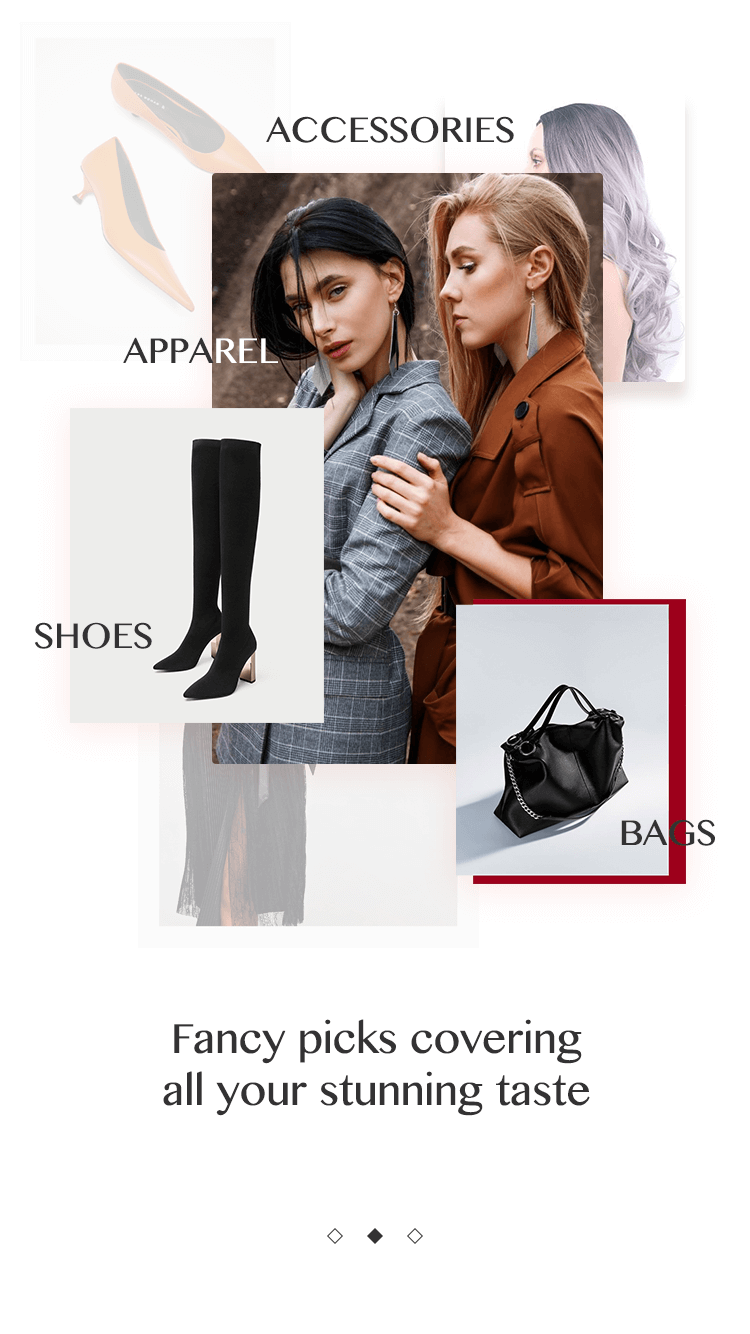 ACCESSORIES
APPAREL
SHOES
BAGS
Fancy picks covering
all your stunning taste